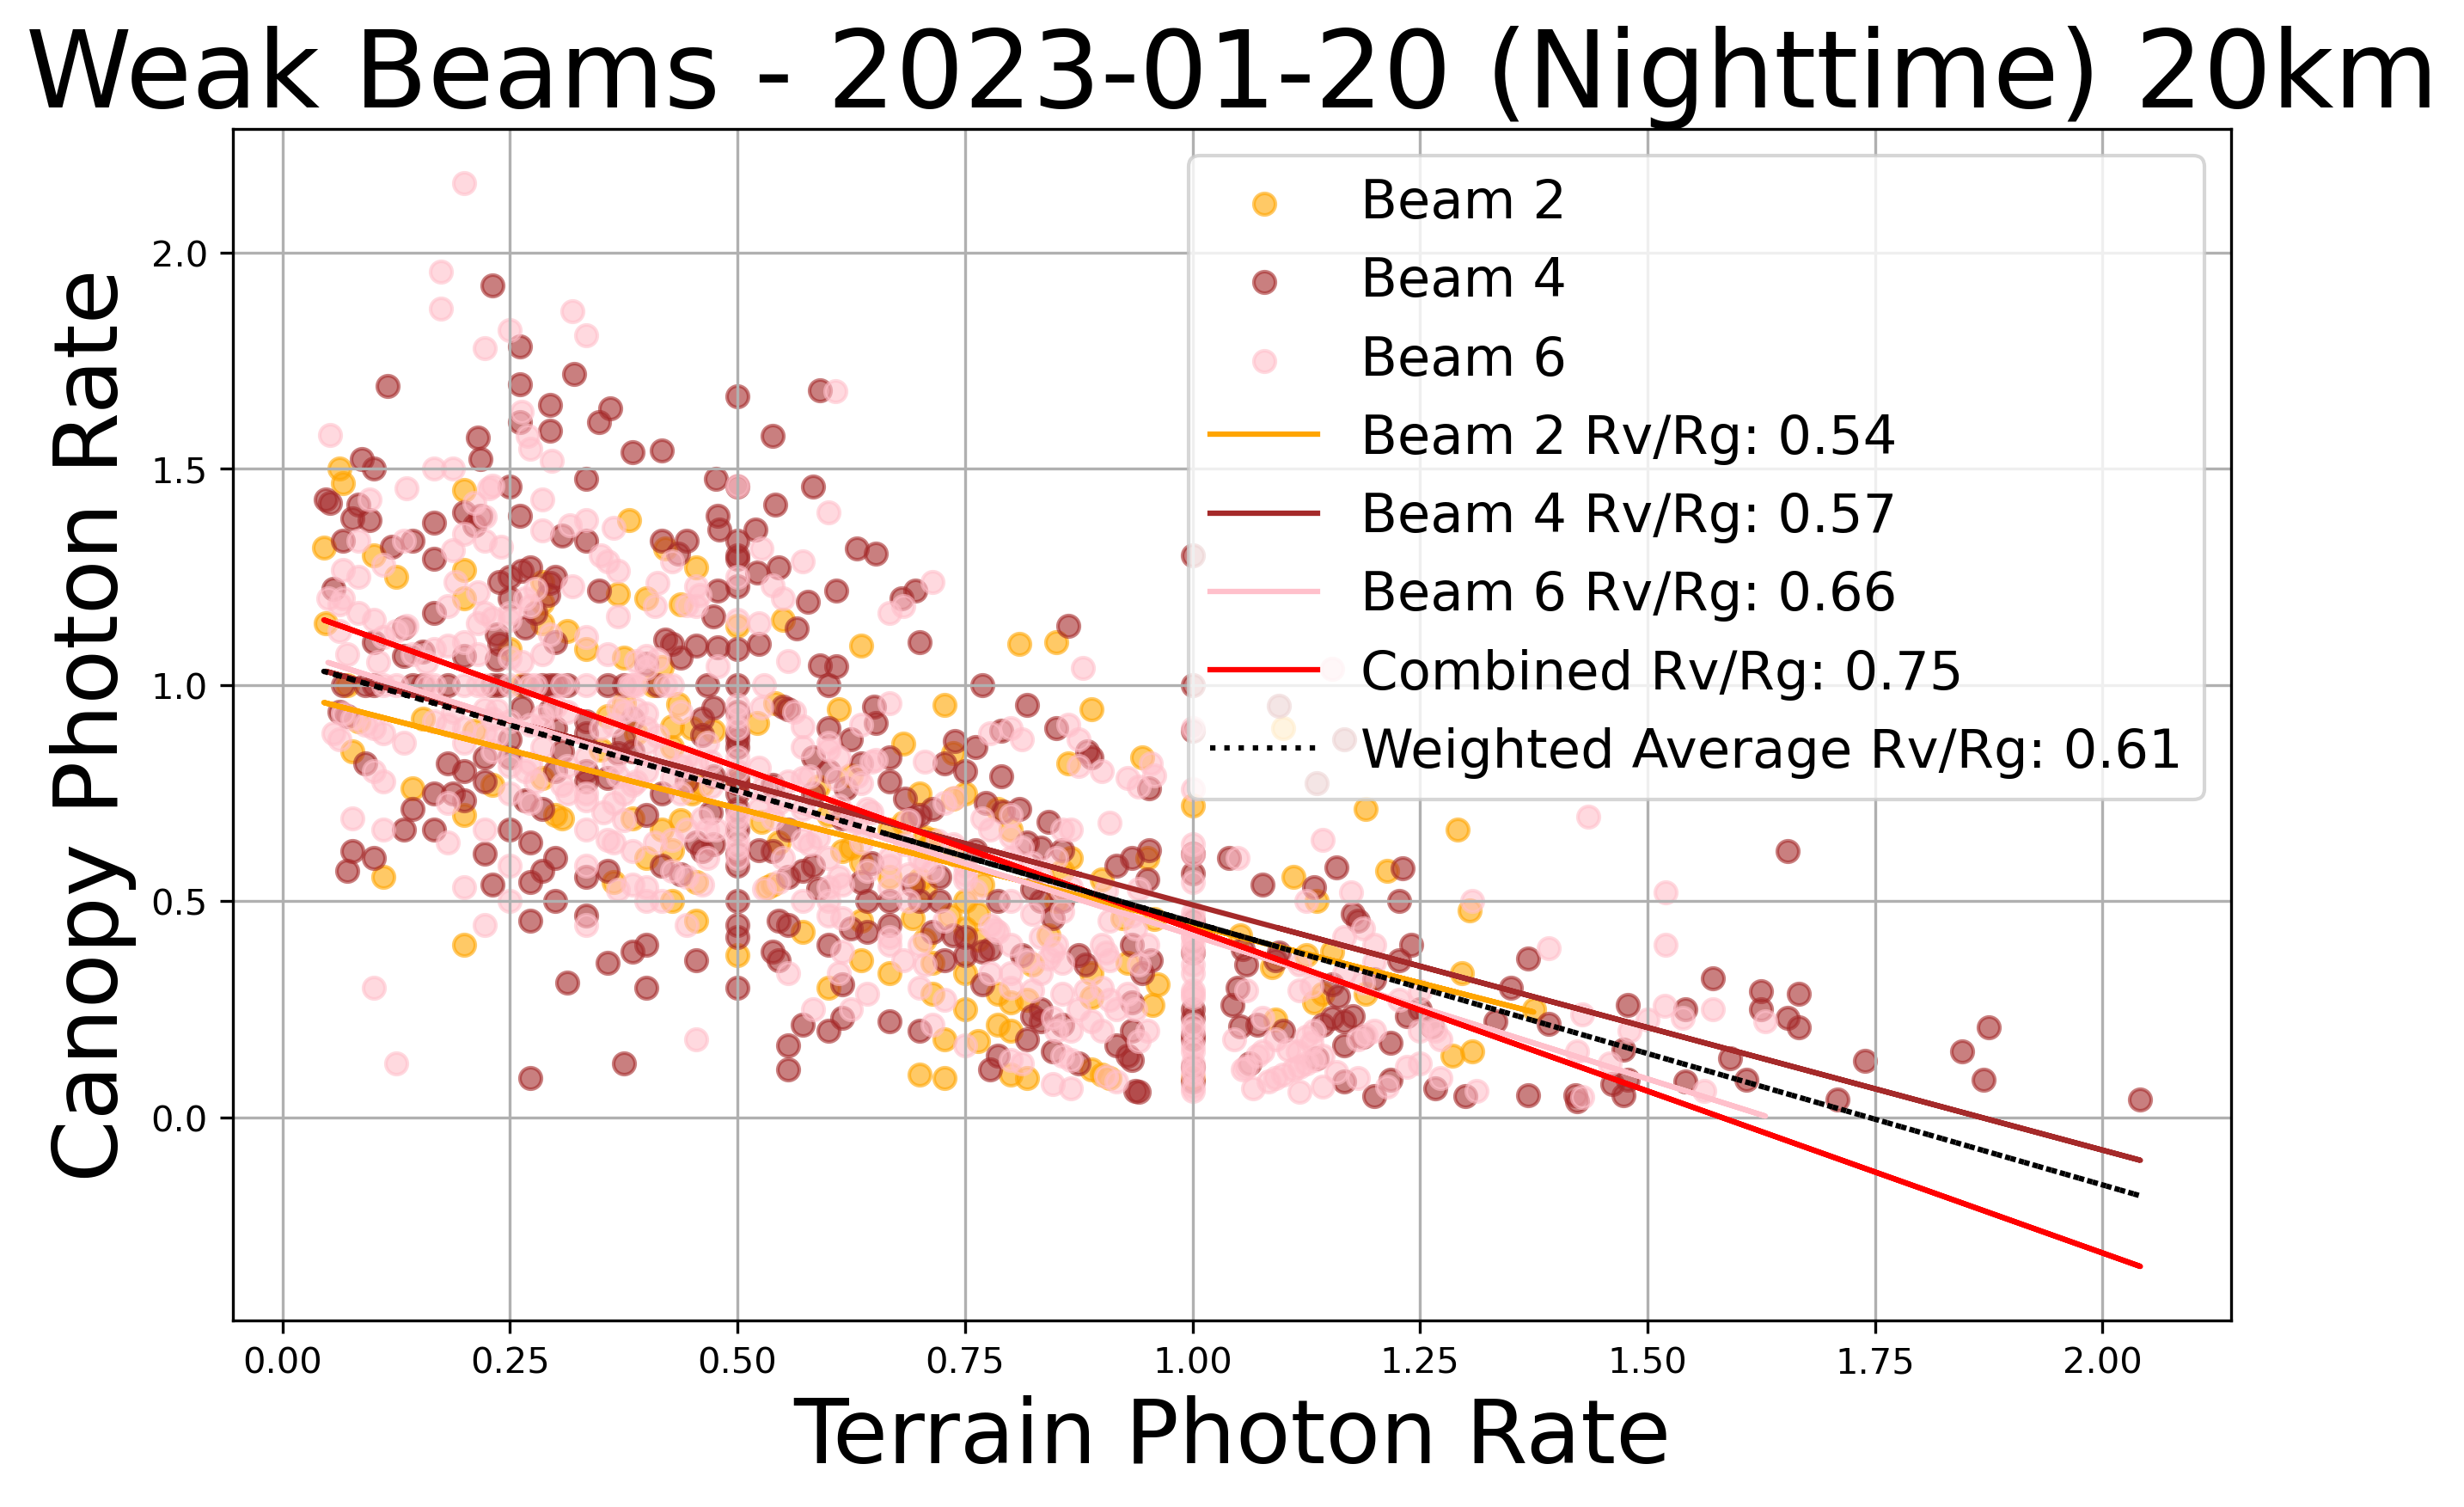 Weak Beams - 2023-01-20 (Nighttime) 20km
Beam 2
Beam 4
Beam 6
Beam 2 Rv/Rg: 0.54
Beam 4 Rv/Rg: 0.57
Beam 6 Rv/Rg: 0.66
Combined Rv/Rg: 0.75
Weighted Average Rv/Rg: 0.61
Canopy Photon Rate
2.0
1.5
1.0
0.5
0.0
0.00 0.25 0.50 0.75 1.00 1.25 1.50 1.75 2.00
Terrain Photon Rate